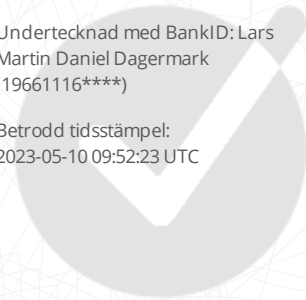 Undertecknad med BankID: Lars
Martin Daniel Dagermark
19661116****)
Betrodd tidsstämpel:
2023-05-10 09:52:23 UTC